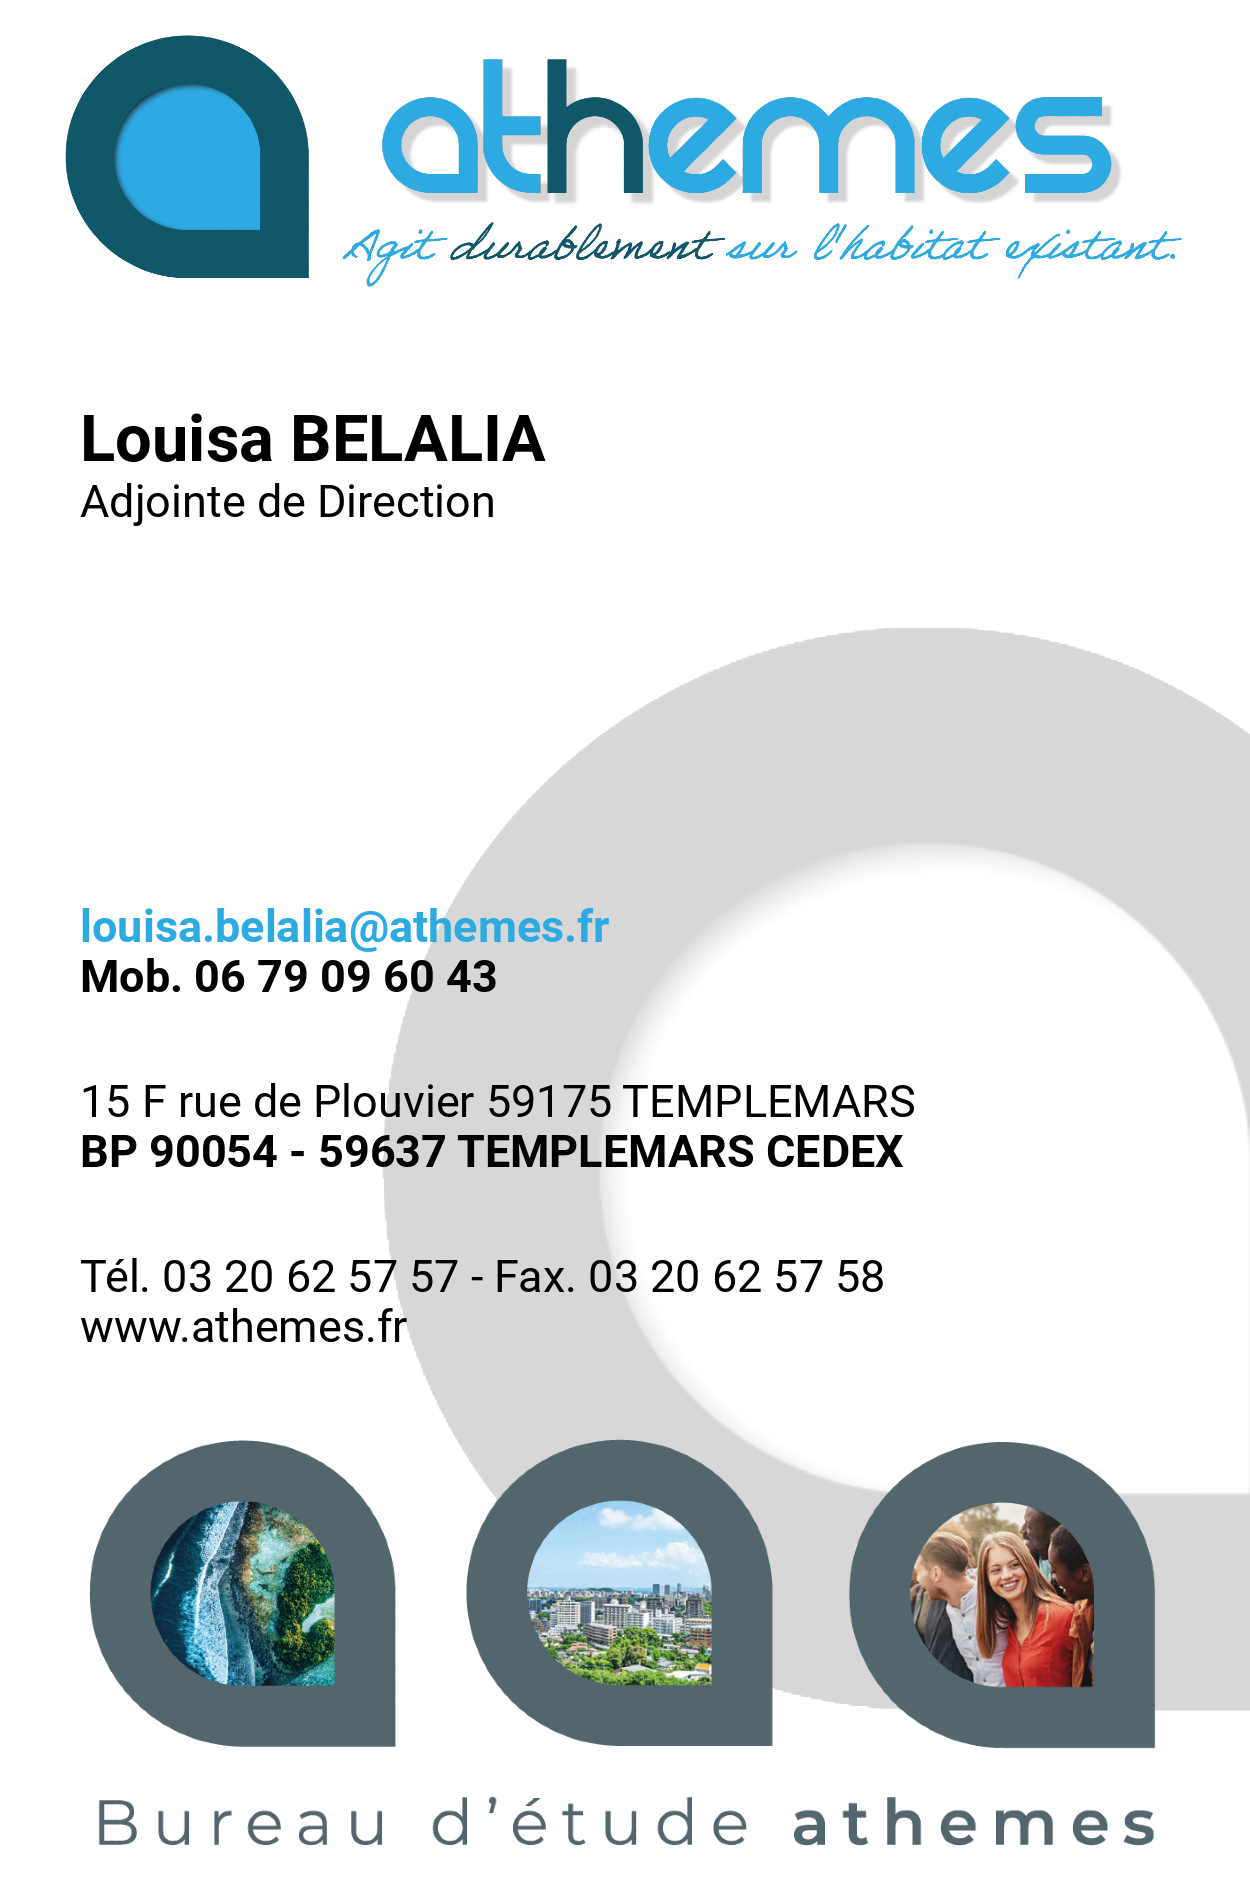 athemes
Agit durablement sur l'habitat existant.
Louisa BELALIA
Adjointe de Direction
louisa.belalia@athemes.fr
Mob. 06 79 09 60 43
15 F rue de Plouvier 59175 TEMPLEMARS
BP 90054 - 59637 TEMPLEMARS CEDEX
Tél. 03 20 62 57 57 - Fax. 03 20 62 57 58
www.athemes.fr
Bureau d’étude athemes